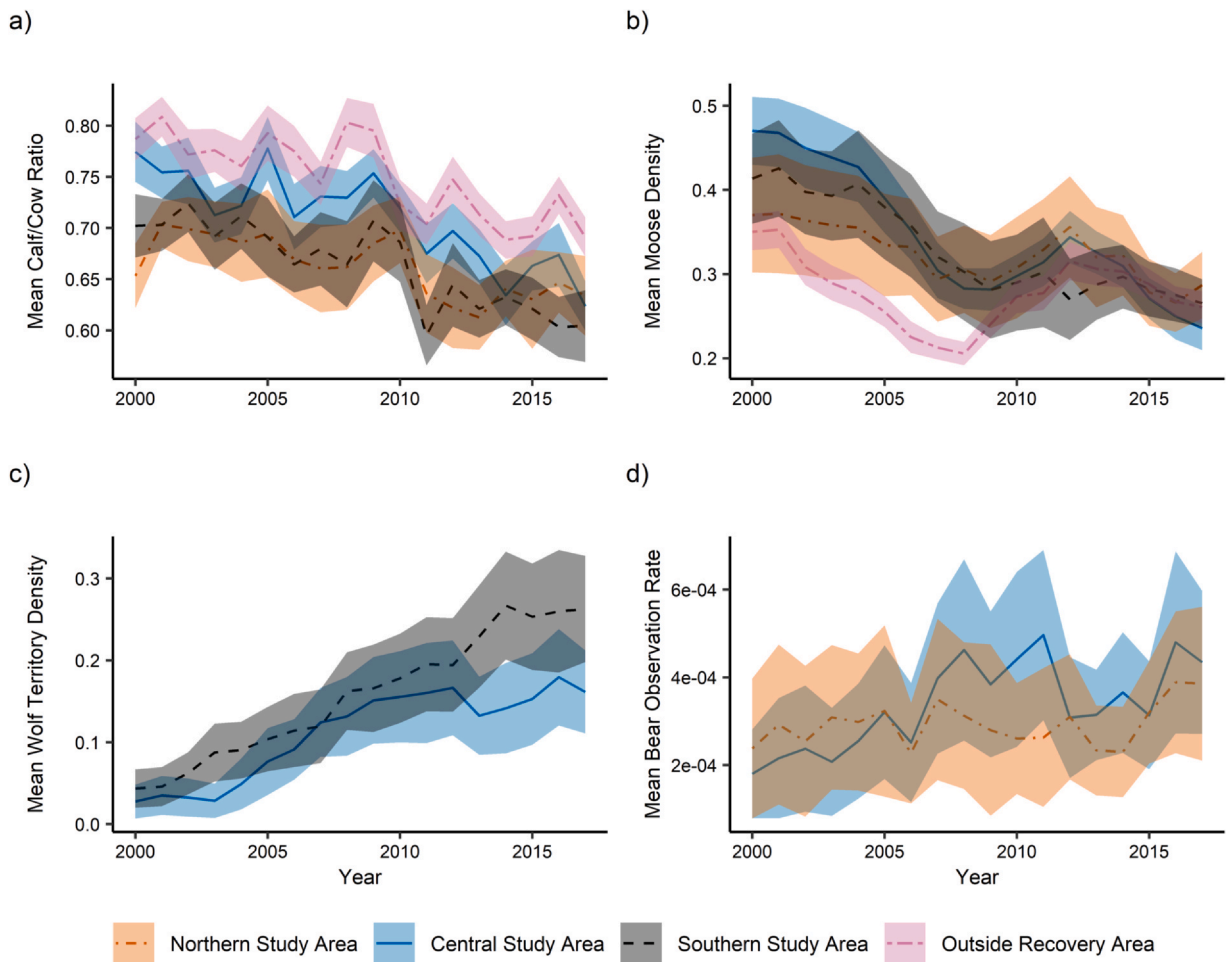 a)
b)
Mean Calf/Cow Ratio
0.80
0.75
0.70
0.65
0.60
2000
2005
2010
2015
Mean Moose Density
0.5
0.4
0.3
0.2
2000
2005
2010
2015
c)
d)
Mean Wolf Territory Density
0.3
0.2
0.1
0.0
2000
2005
2010
2015
Year
Mean Bear Observation Rate
6e-04
4e-04
2e-04
2000
2005
2010
2015
Year
Northern Study Area
Central Study Area
Southern Study Area
Outside Recovery Area